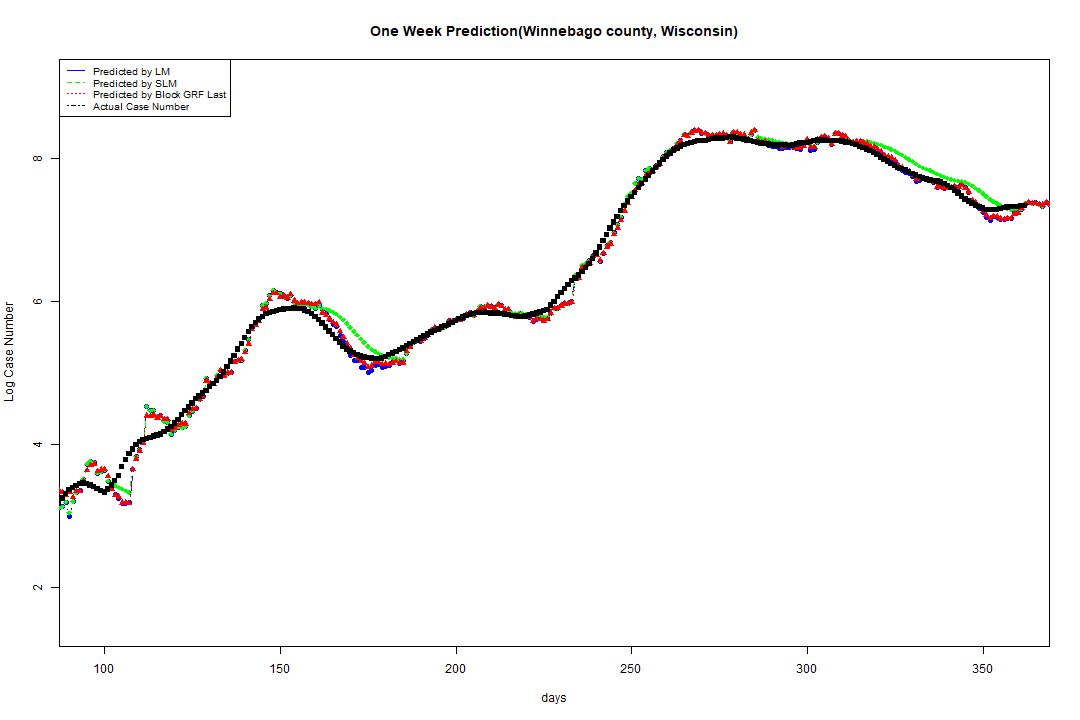 One Week Prediction(Winnebago county, Wisconsin)
Predicted by LM
Predicted by SLM
Predicted by Block GRF Last
Actual Case Number
Log Case Number
8
6
4
2
100 150 200 250 300 350
days